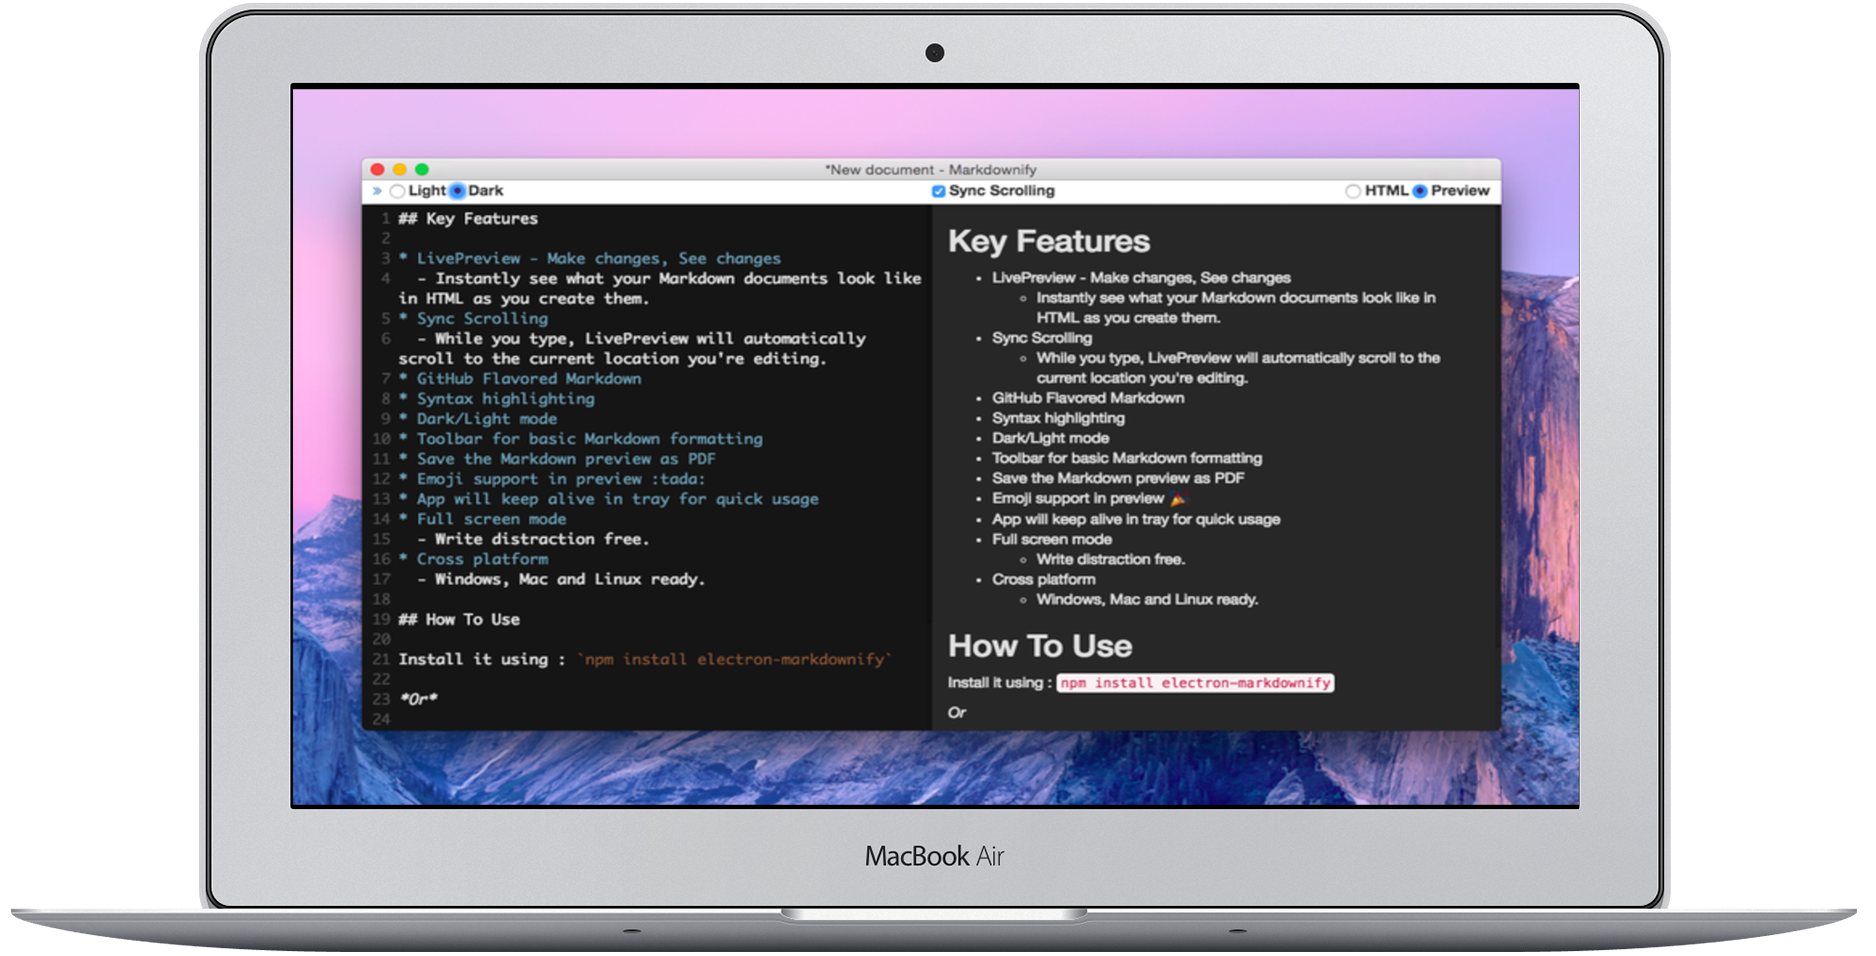 *New document - Markdownify
» Light Dark Sync Scrolling HTML Preview
1 ## Key Features
2
3 * LivePreview - Make changes, See changes
4 - Instantly see what your Markdown documents look like
in HTML as you create them.
5 * Sync Scrolling
6 - While you type, LivePreview will automatically
scroll to the current location you're editing.
7 * GitHub Flavored Markdown
8 * Syntax highlighting
9 * Dark/Light mode
10 * Toolbar for basic Markdown formatting
11 * Save the Markdown preview as PDF
12 * Emoji support in preview :tada:
13 * App will keep alive in tray for quick usage
14 * Full screen mode
15 - Write distraction free.
16 * Cross platform
17 - Windows, Mac and Linux ready.
18
19 ## How To Use
20
21 Install it using : `npm install electron-markdownify`
22
23 *Or*
24
Key Features
• LivePreview - Make changes, See changes
◦ Instantly see what your Markdown documents look like in
HTML as you create them.
• Sync Scrolling
◦ While you type, LivePreview will automatically scroll to the
current location you're editing.
• GitHub Flavored Markdown
• Syntax highlighting
• Dark/Light mode
• Toolbar for basic Markdown formatting
• Save the Markdown preview as PDF
• Emoji support in preview 🎉
• App will keep alive in tray for quick usage
• Full screen mode
◦ Write distraction free.
• Cross platform
◦ Windows, Mac and Linux ready.
How To Use
Install it using : npm install electron-markdownify
Or
MacBook Air